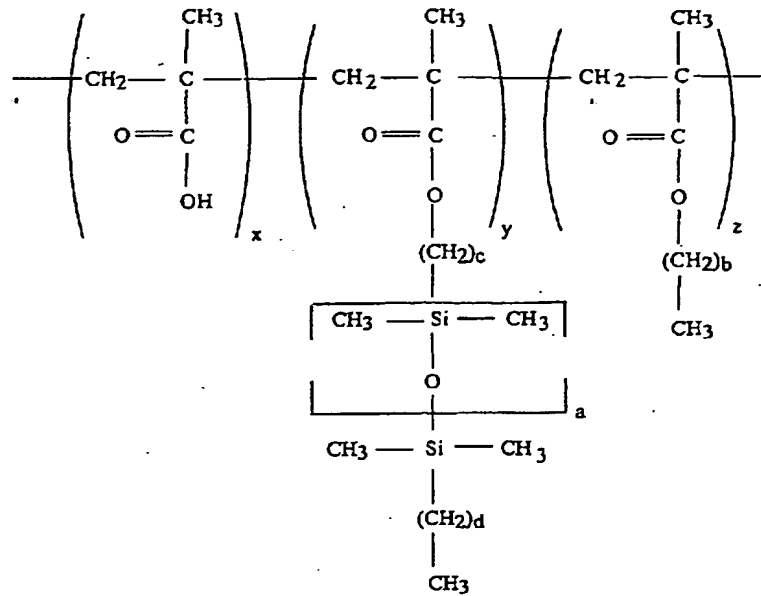 CH3 CH3 CH3
CH2 C CH2 C CH2 C
O C O C O C
OH O O
x y z
(CH2)c (CH2)b
CH3 Si CH3 CH3
O
a
CH3 Si CH3
(CH2)d
CH3